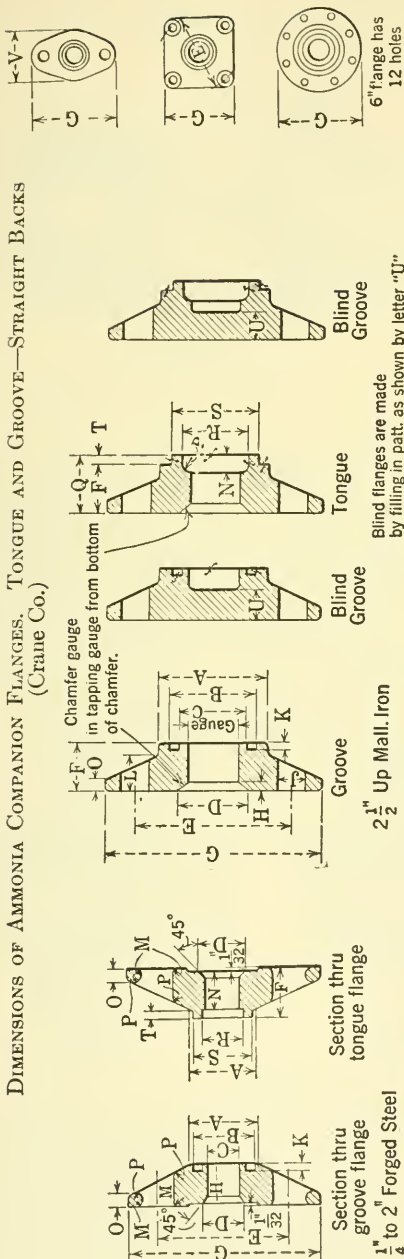 DIMENSIONS OF AMMONIA COMPANION FLANGES. TONGUE AND GROOVE—STRAIGHT BACKS
(Crane Co.)
O
P
M
45°
M
P
G
E
D
H
1"
32
C
B
A
K
Section thru
groove flange
1/4" to 2" Forged Steel
T
O
P
M
45°
P
A
S
R
N
F
D
1"
32
Section thru
tongue flange
O
F
L
G
E
D
H
J
Gauge
C
B
A
K
Groove
2 1/2" Up Mall. Iron
Chamfer gauge
in tapping gauge from bottom
of chamfer.
U
Blind
Groove
Q
F
T
N
R
S
Tongue
U
Blind
Groove
Blind flanges are made
by filling in patt. as shown by letter "U"
V
G
E
G
6" flange has
12 holes